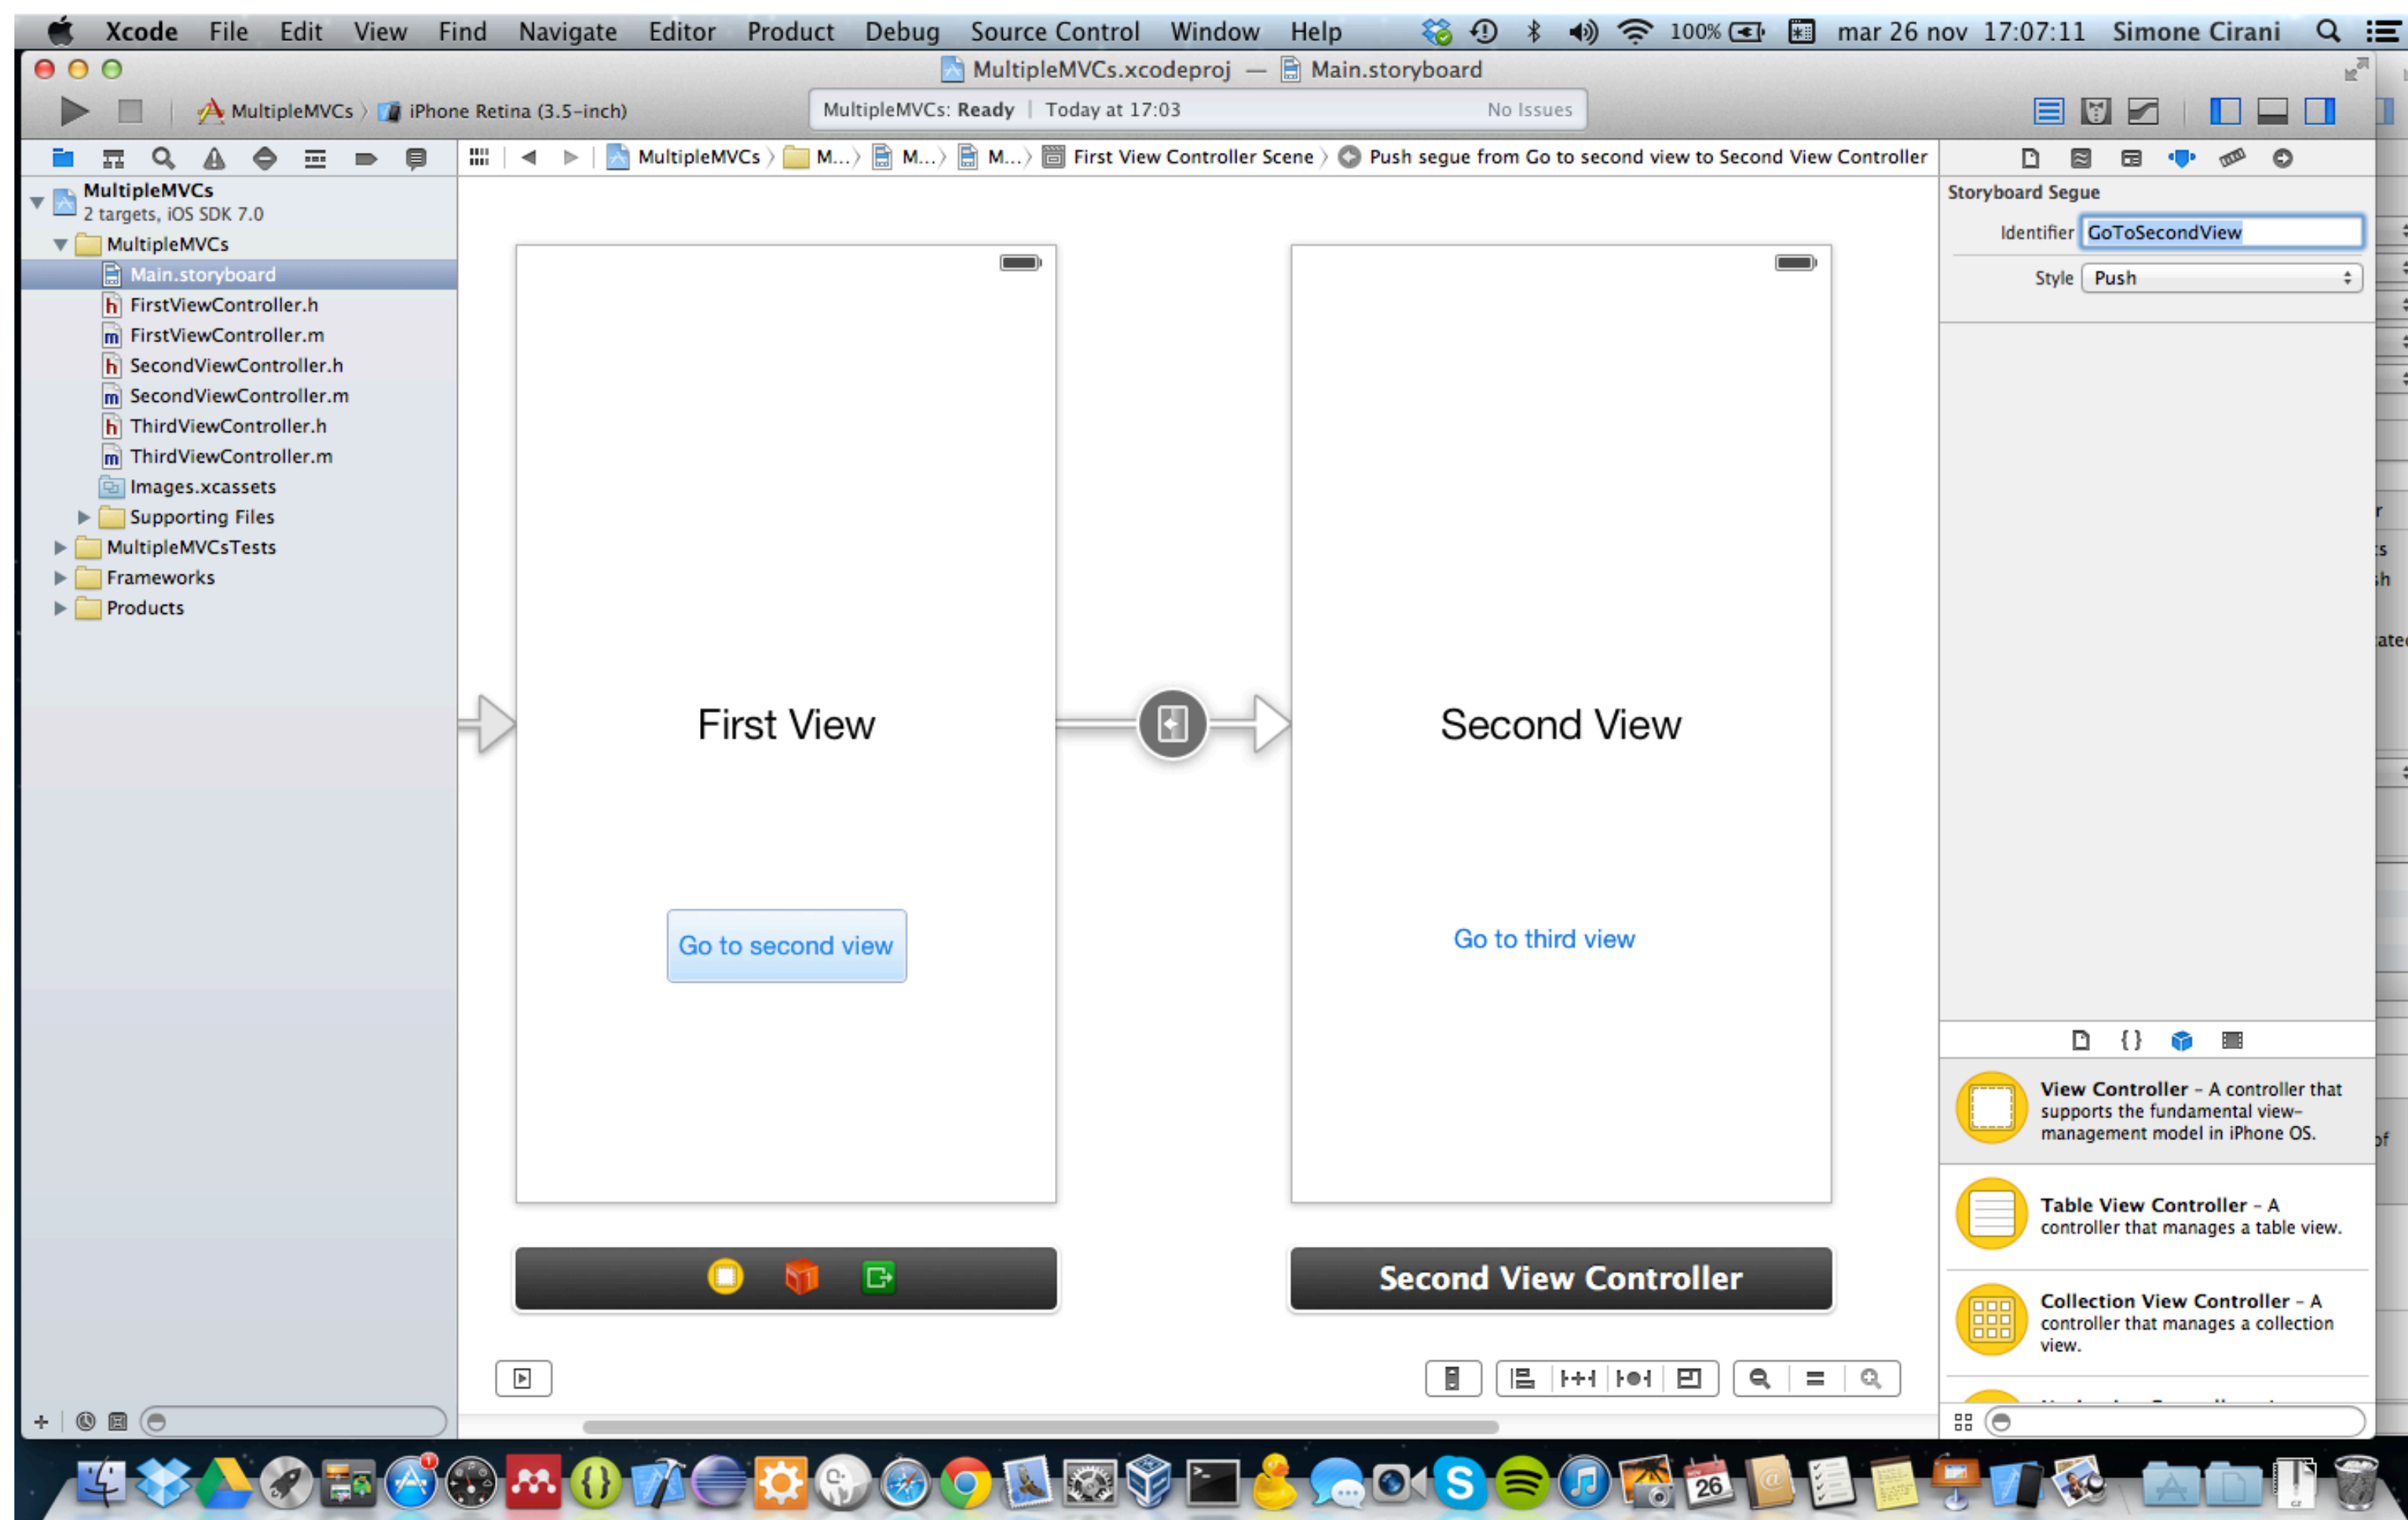 Xcode File Edit View Find Navigate Editor Product Debug Source Control Window Help 100% mar 26 nov 17:07:11 Simone Cirani
MultipleMVCs.xcodeproj — Main.storyboard
MultipleMVCs iPhone Retina (3.5-inch) MultipleMVCs: Ready | Today at 17:03 No Issues
MultipleMVCs M... M... M... First View Controller Scene Push segue from Go to second view to Second View Controller
MultipleMVCs
2 targets, iOS SDK 7.0
MultipleMVCs
Main.storyboard
FirstViewController.h
FirstViewController.m
SecondViewController.h
SecondViewController.m
ThirdViewController.h
ThirdViewController.m
Images.xcassets
Supporting Files
MultipleMVCsTests
Frameworks
Products
First View
Go to second view
Second View
Go to third view
Second View Controller
Storyboard Segue
Identifier GoToSecondView
Style Push
View Controller - A controller that
supports the fundamental view-
management model in iPhone OS.
Table View Controller - A
controller that manages a table view.
Collection View Controller - A
controller that manages a collection
view.
26